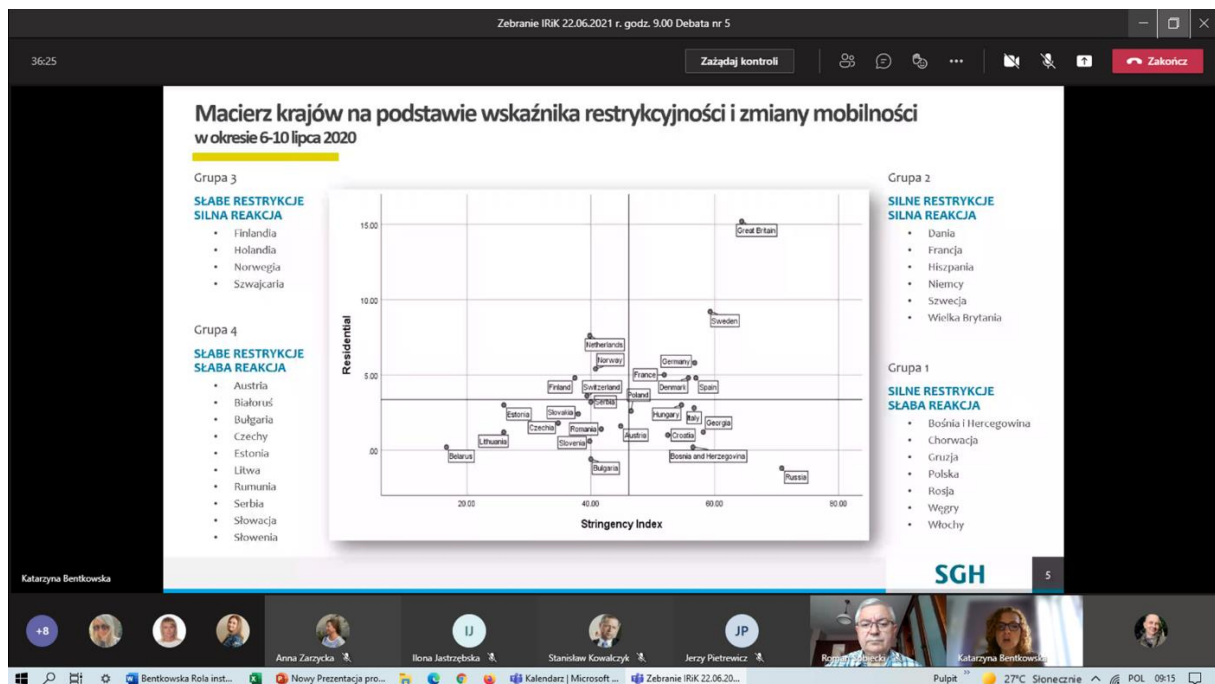 Zebranie IRiK 22.06.2021 r. godz. 9.00 Debata nr 5
36:25
Zażądaj kontroli
Zakończ
Macierz krajów na podstawie wskaźnika restrykcyjności i zmiany mobilności
w okresie 6-10 lipca 2020
Grupa 3
SŁABE RESTRYKCJE
SILNA REAKCJA
• Finlandia
• Holandia
• Norwegia
• Szwajcaria
Grupa 4
SŁABE RESTRYKCJE
SŁABA REAKCJA
• Austria
• Białoruś
• Bułgaria
• Czechy
• Estonia
• Litwa
• Rumunia
• Serbia
• Słowacja
• Słowenia
Residential
15.00
10.00
5.00
.00
Great Britain
Sweden
Netherlands
Norway
Germany
France
Finland
Switzerland
Denmark
Spain
Poland
Serbia
Estonia
Slovakia
Hungary
Italy
Czechia
Romania
Georgia
Lithuania
Slovenia
Austria
Croatia
Belarus
Bosnia and Herzegovina
Bulgaria
Russia
20.00
40.00
60.00
80.00
Stringency Index
Grupa 2
SILNE RESTRYKCJE
SILNA REAKCJA
• Dania
• Francja
• Hiszpania
• Niemcy
• Szwecja
• Wielka Brytania
Grupa 1
SILNE RESTRYKCJE
SŁABA REAKCJA
• Bośnia i Hercegowina
• Chorwacja
• Gruzja
• Polska
• Rosja
• Węgry
• Włochy
SGH
5
Katarzyna Bentkowska
+8
Anna Zarzycka
IJ
Ilona Jastrzębska
Stanisław Kowalczyk
JP
Jerzy Pietrewicz
Roman Sobiecki
Katarzyna Bentkowska
Bentkowska Rola inst...
Nowy Prezentacja pro...
Kalendarz | Microsoft ...
Zebranie IRiK 22.06.20...
Pulpit
27°C Słonecznie
POL
09:15